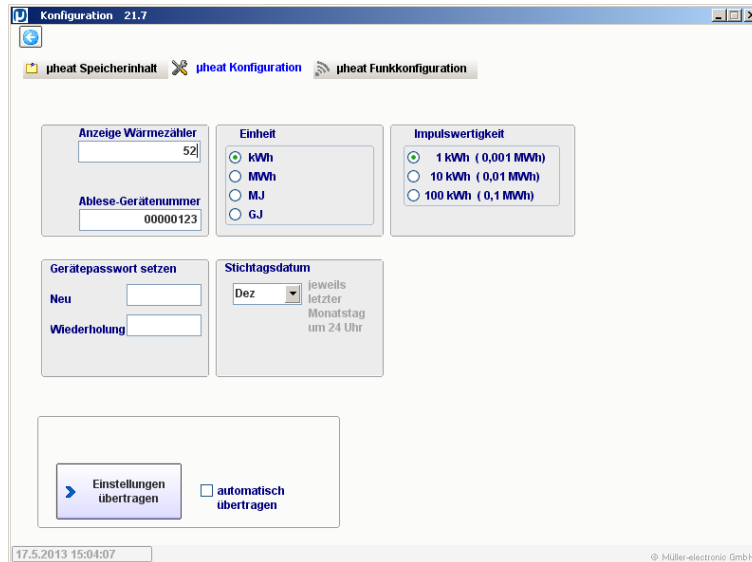 Konfiguration 21.7
µheat Speicherinhalt µheat Konfiguration µheat Funkkonfiguration
Anzeige Wärmezähler
52
Ablese-Gerätenummer
00000123
Einheit
kWh
MWh
MJ
GJ
Impulswertigkeit
1 kWh ( 0,001 MWh)
10 kWh ( 0,01 MWh)
100 kWh ( 0,1 MWh)
Gerätepasswort setzen
Neu
Wiederholung
Stichtagsdatum
Dez
jeweils
letzter
Monatstag
um 24 Uhr
Einstellungen
übertragen
automatisch
übertragen
17.5.2013 15:04:07
© Müller-electronic GmbH